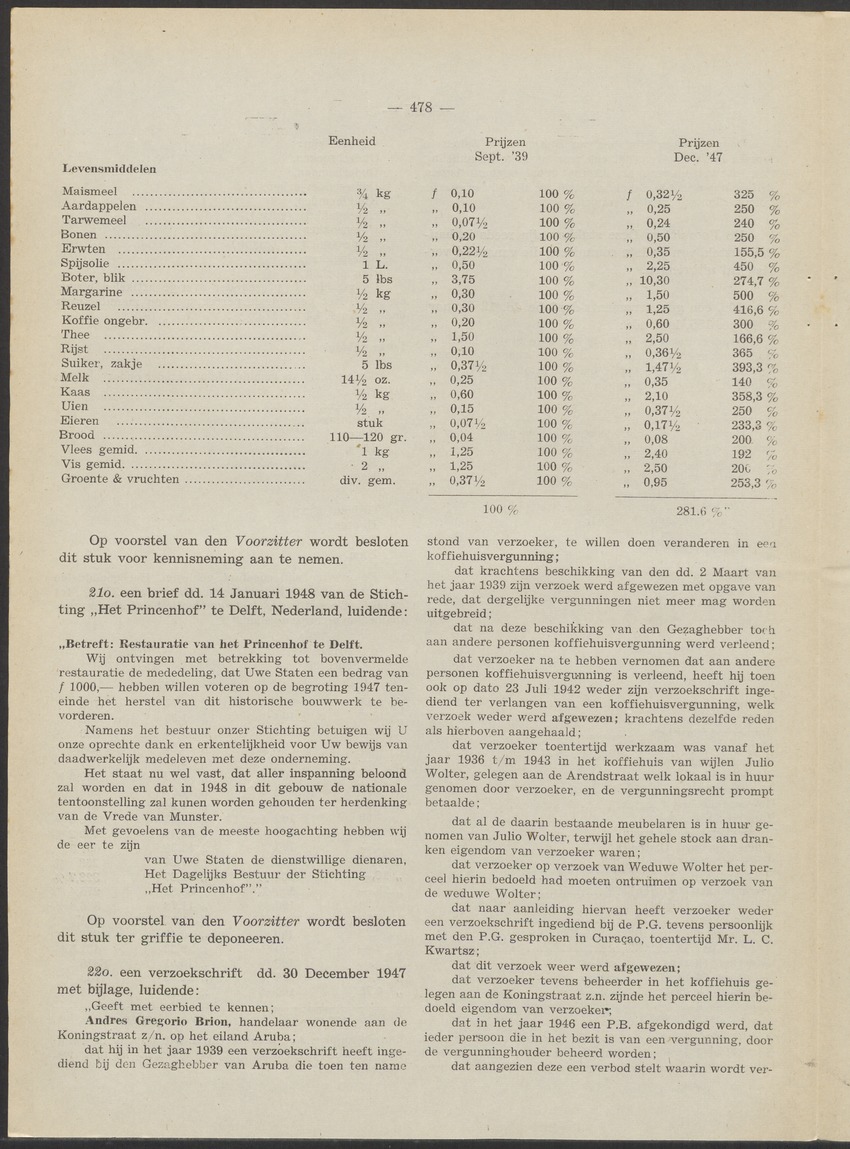 — 478 —
Eenheid Prijzen Prijzen
Sept. '39 Dec. '47
Levensmiddelen
Maismeel ........ ¾ kg f 0,10 100 % f 0,32½ 325 %
Aardappelen ........ ½ „ „ 0,10 100 % „ 0,25 250 %
Tarwemeel ........ ½ „ „ 0,07½ 100 % „ 0,24 240 %
Bonen ........ ½ „ „ 0,20 100 % „ 0,50 250 %
Erwten ........ ½ „ „ 0,22½ 100 % „ 0,35 155,5 %
Spijsolie ........ 1 L. „ 0,50 100 % „ 2,25 450 %
Boter, blik ........ 5 lbs „ 3,75 100 % „ 10,30 274,7 %
Margarine ........ ½ kg „ 0,30 100 % „ 1,50 500 %
Reuzel ........ ½ „ „ 0,30 100 % „ 1,25 416,6 %
Koffie ongebr. ........ ½ „ „ 0,20 100 % „ 0,60 300 %
Thee ........ ½ „ „ 1,50 100 % „ 2,50 166,6 %
Rijst ........ ½ „ „ 0,10 100 % „ 0,36½ 365 %
Suiker, zakje ........ 5 lbs „ 0,37½ 100 % „ 1,47½ 393,3 %
Melk ........ 14½ oz. „ 0,25 100 % „ 0,35 140 %
Kaas ........ ½ kg „ 0,60 100 % „ 2,10 358,3 %
Uien ........ ½ „ „ 0,15 100 % „ 0,37½ 250 %
Eieren ........ stuk „ 0,07½ 100 % „ 0,17½ 233,3 %
Brood ........ 110—120 gr. „ 0,04 100 % „ 0,08 200 %
Vlees gemid. ........ 1 kg „ 1,25 100 % „ 2,40 192 %
Vis gemid. ........ 2 „ „ 1,25 100 % „ 2,50 200 %
Groente & vruchten ........ div. gem. „ 0,37½ 100 % „ 0,95 253,3 %
100 % 281.6 %"
Op voorstel van den Voorzitter wordt besloten
dit stuk voor kennisneming aan te nemen.
21o. een brief dd. 14 Januari 1948 van de Stich-
ting „Het Princenhof" te Delft, Nederland, luidende:
„Betreft: Restauratie van het Princenhof te Delft.
Wij ontvingen met betrekking tot bovenvermelde
restauratie de mededeling, dat Uwe Staten een bedrag van
f 1000,— hebben willen voteren op de begroting 1947 ten-
einde het herstel van dit historische bouwwerk te be-
vorderen.
Namens het bestuur onzer Stichting betuigen wij U
onze oprechte dank en erkentelijkheid voor Uw bewijs van
daadwerkelijk medeleven met deze onderneming.
Het staat nu wel vast, dat aller inspanning beloond
zal worden en dat in 1948 in dit gebouw de nationale
tentoonstelling zal kunen worden gehouden ter herdenking
van de Vrede van Munster.
Met gevoelens van de meeste hoogachting hebben wij
de eer te zijn
van Uwe Staten de dienstwillige dienaren,
Het Dagelijks Bestuur der Stichting
„Het Princenhof"."
Op voorstel van den Voorzitter wordt besloten
dit stuk ter griffie te deponeren.
22o. een verzoekschrift dd. 30 December 1947
met bijlage, luidende:
„Geeft met eerbied te kennen;
Andres Gregorio Brion, handelaar wonende aan de
Koningstraat z/n. op het eiland Aruba;
dat hij in het jaar 1939 een verzoekschrift heeft inge-
diend bij den Gezaghebber van Aruba die toen ten name
stond van verzoeker, te willen doen veranderen in een
koffiehuisvergunning;
dat krachtens beschikking van den dd. 2 Maart van
het jaar 1939 zijn verzoek werd afgewezen met opgave van
rede, dat dergelijke vergunningen niet meer mag worden
uitgebreid;
dat na deze beschikking van den Gezaghebber toch
aan andere personen koffiehuisvergunning werd verleend;
dat verzoeker na te hebben vernomen dat aan andere
personen koffiehuisvergunning is verleend, heeft hij toen
ook op dato 23 Juli 1942 weder zijn verzoekschrift inge-
diend ter verlangen van een koffiehuisvergunning, welk
verzoek weder werd afgewezen; krachtens dezelfde reden
als hierboven aangehaald;
dat verzoeker toentertijd werkzaam was vanaf het
jaar 1936 t/m 1943 in het koffiehuis van wijlen Julio
Wolter, gelegen aan de Arendstraat welk lokaal is in huur
genomen door verzoeker, en de vergunningsrecht prompt
betaalde;
dat al de daarin bestaande meubelaren is in huur ge-
nomen van Julio Wolter, terwijl het gehele stock aan dran-
ken eigendom van verzoeker waren;
dat verzoeker op verzoek van Weduwe Wolter het per-
ceel hierin bedoeld had moeten ontruimen op verzoek van
de weduwe Wolter;
dat naar aanleiding hiervan heeft verzoeker weder
een verzoekschrift ingediend bij de P.G. tevens persoonlijk
met den P.G. gesproken in Curaçao, toentertijd Mr. L. C.
Kwartsz;
dat dit verzoek weer werd afgewezen;
dat verzoeker tevens beheerder in het koffiehuis ge-
legen aan de Koningstraat z.n. zijnde het perceel hierin be-
doeld eigendom van verzoeker;
dat in het jaar 1946 een P.B. afgekondigd werd, dat
ieder persoon die in het bezit is van een vergunning, door
de vergunninghouder beheerd worden;
dat aangezien deze een verbod stelt waarin wordt ver-